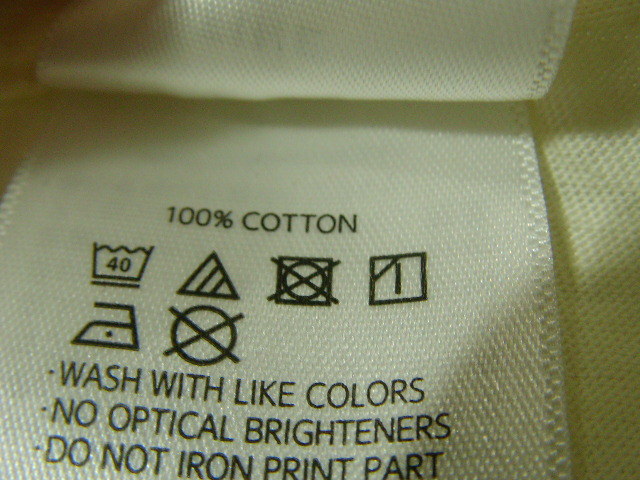 100% COTTON
40
·WASH WITH LIKE COLORS
·NO OPTICAL BRIGHTENERS
·DO NOT IRON PRINT PART